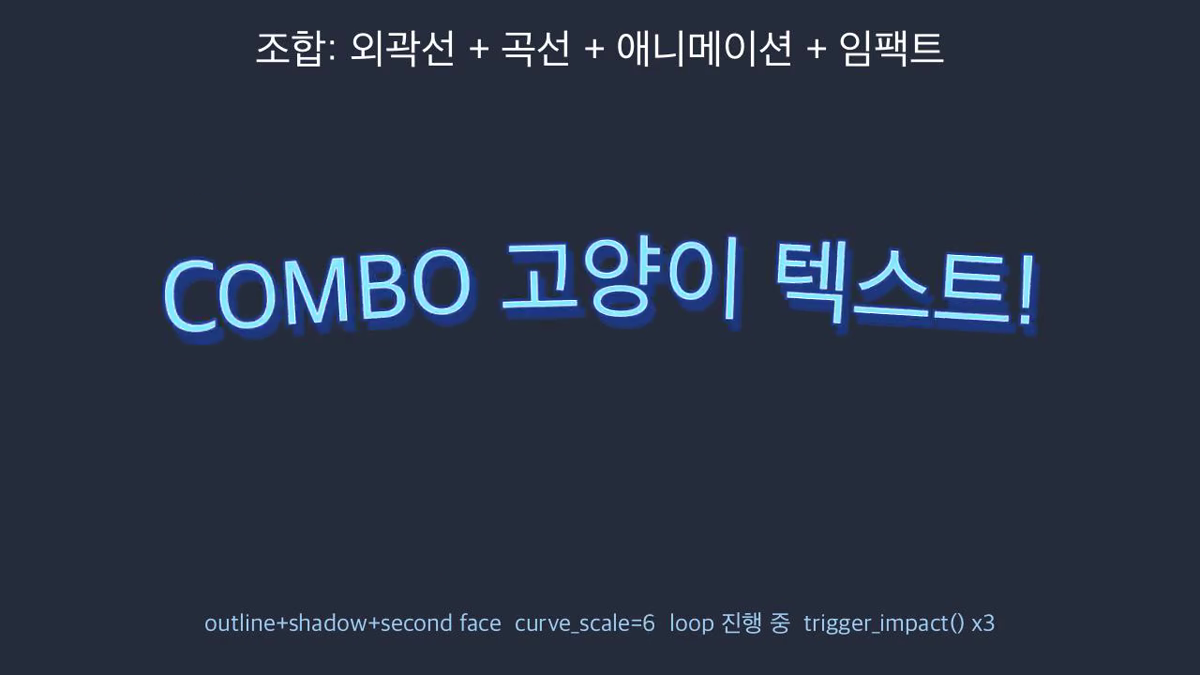 조합: 외곽선 + 곡선 + 애니메이션 + 임팩트
COMBO 고양이 텍스트!
outline+shadow+second face curve_scale=6 loop 진행 중 trigger_impact() x3